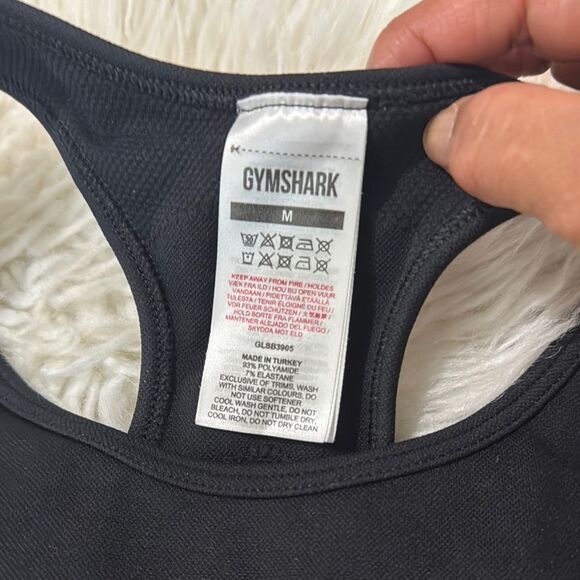 GYMSHARK
M
KEEP AWAY FROM FIRE / HOLDES
VÆK FRA ILD / HOU BIJ OPEN VUUR
VANDAAN / PIDETTÄVÄ ETÄÄLLÄ
TULESTA / TENIR ÉLOIGNÉ DU FEU /
VOR FEUER SCHÜTZEN /
HOLD BORTE FRA FLAMMER /
MANTENER ALEJADO DEL FUEGO /
SKYDDA MOT ELD
GLSB3905
MADE IN TURKEY
93% POLYAMIDE
7% ELASTANE
EXCLUSIVE OF TRIMS, WASH
WITH SIMILAR COLOURS, DO
NOT USE SOFTENER
COOL WASH GENTLE, DO NOT
BLEACH, DO NOT TUMBLE DRY,
COOL IRON, DO NOT DRY CLEAN